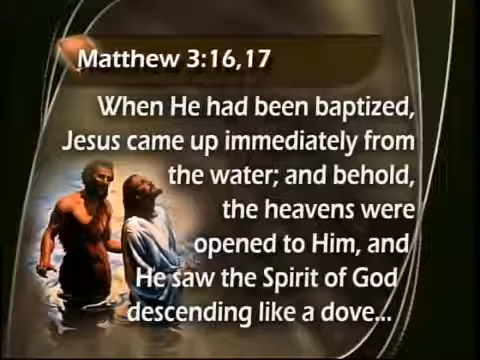 Matthew 3:16,17
When He had been baptized,
Jesus came up immediately from
the water; and behold,
the heavens were
opened to Him, and
He saw the Spirit of God
descending like a dove...